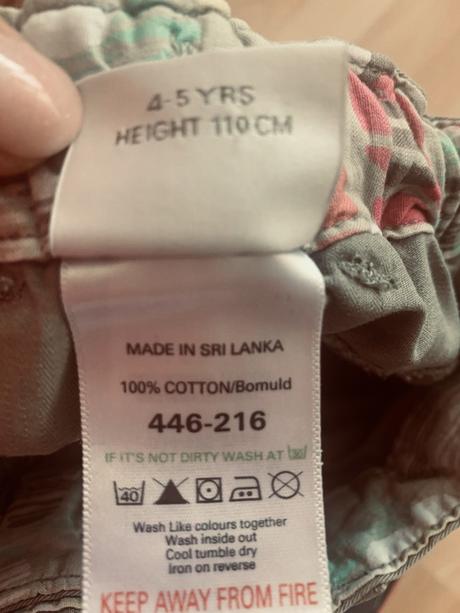 4-5 YRS
HEIGHT 110 CM
MADE IN SRI LANKA
100% COTTON/Bomuld
446-216
IF IT'S NOT DIRTY WASH AT 30
40
Wash Like colours together
Wash inside out
Cool tumble dry
Iron on reverse
KEEP AWAY FROM FIRE